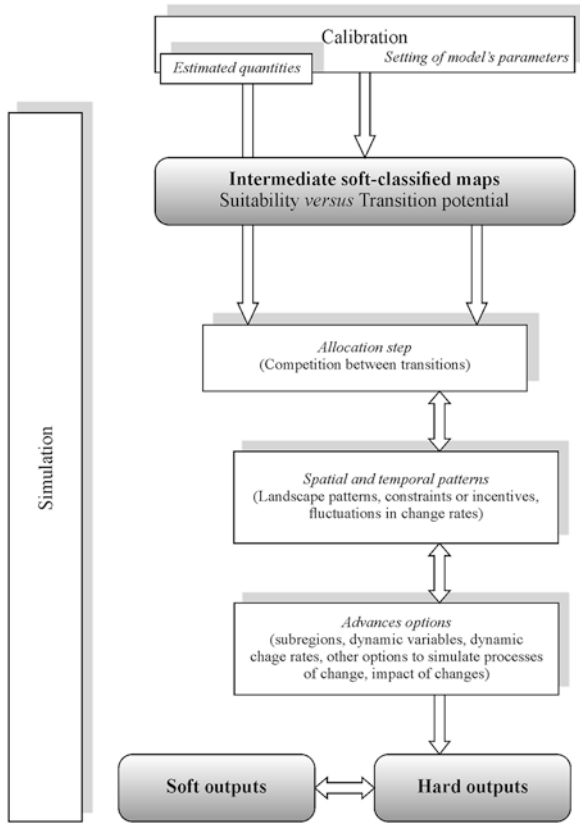 Calibration
Setting of model's parameters
Estimated quantities
Intermediate soft-classified maps
Suitability versus Transition potential
Allocation step
(Competition between transitions)
Spatial and temporal patterns
(Landscape patterns, constraints or incentives,
fluctuations in change rates)
Advances options
(subregions, dynamic variables, dynamic
chage rates, other options to simulate processes
of change, impact of changes)
Soft outputs
Hard outputs
Simulation